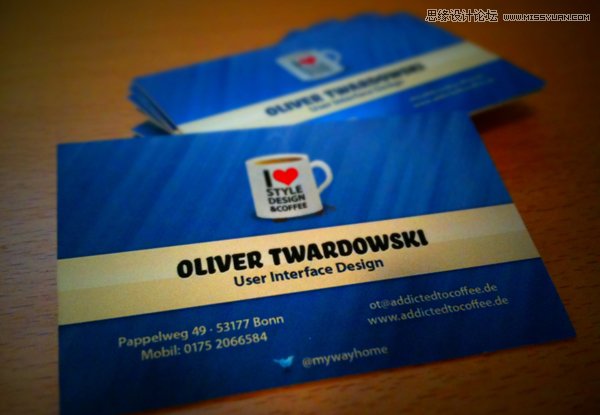 思缘设计论坛 WWW.MISSYUAN.COM
OLIVER TWARDOWSKI
User Interface Design
I ❤
STYLE
DESIGN
&COFFEE
OLIVER TWARDOWSKI
User Interface Design
Pappelweg 49 · 53177 Bonn
Mobil: 0175 2066584
ot@addictedtocoffee.de
www.addictedtocoffee.de
@mywayhome